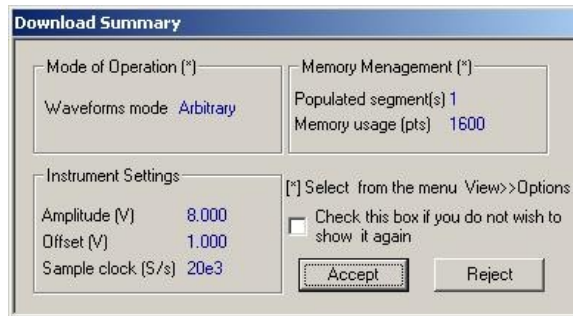 Download Summary
Mode of Operation (*)
Waveforms mode Arbitrary
Memory Menagement (*)
Populated segment(s) 1
Memory usage (pts) 1600
Instrument Settings
Amplitude (V) 8.000
Offset (V) 1.000
Sample clock (S/s) 20e3
[*] Select from the menu View>>Options
Check this box if you do not wish to
show it again
Accept
Reject